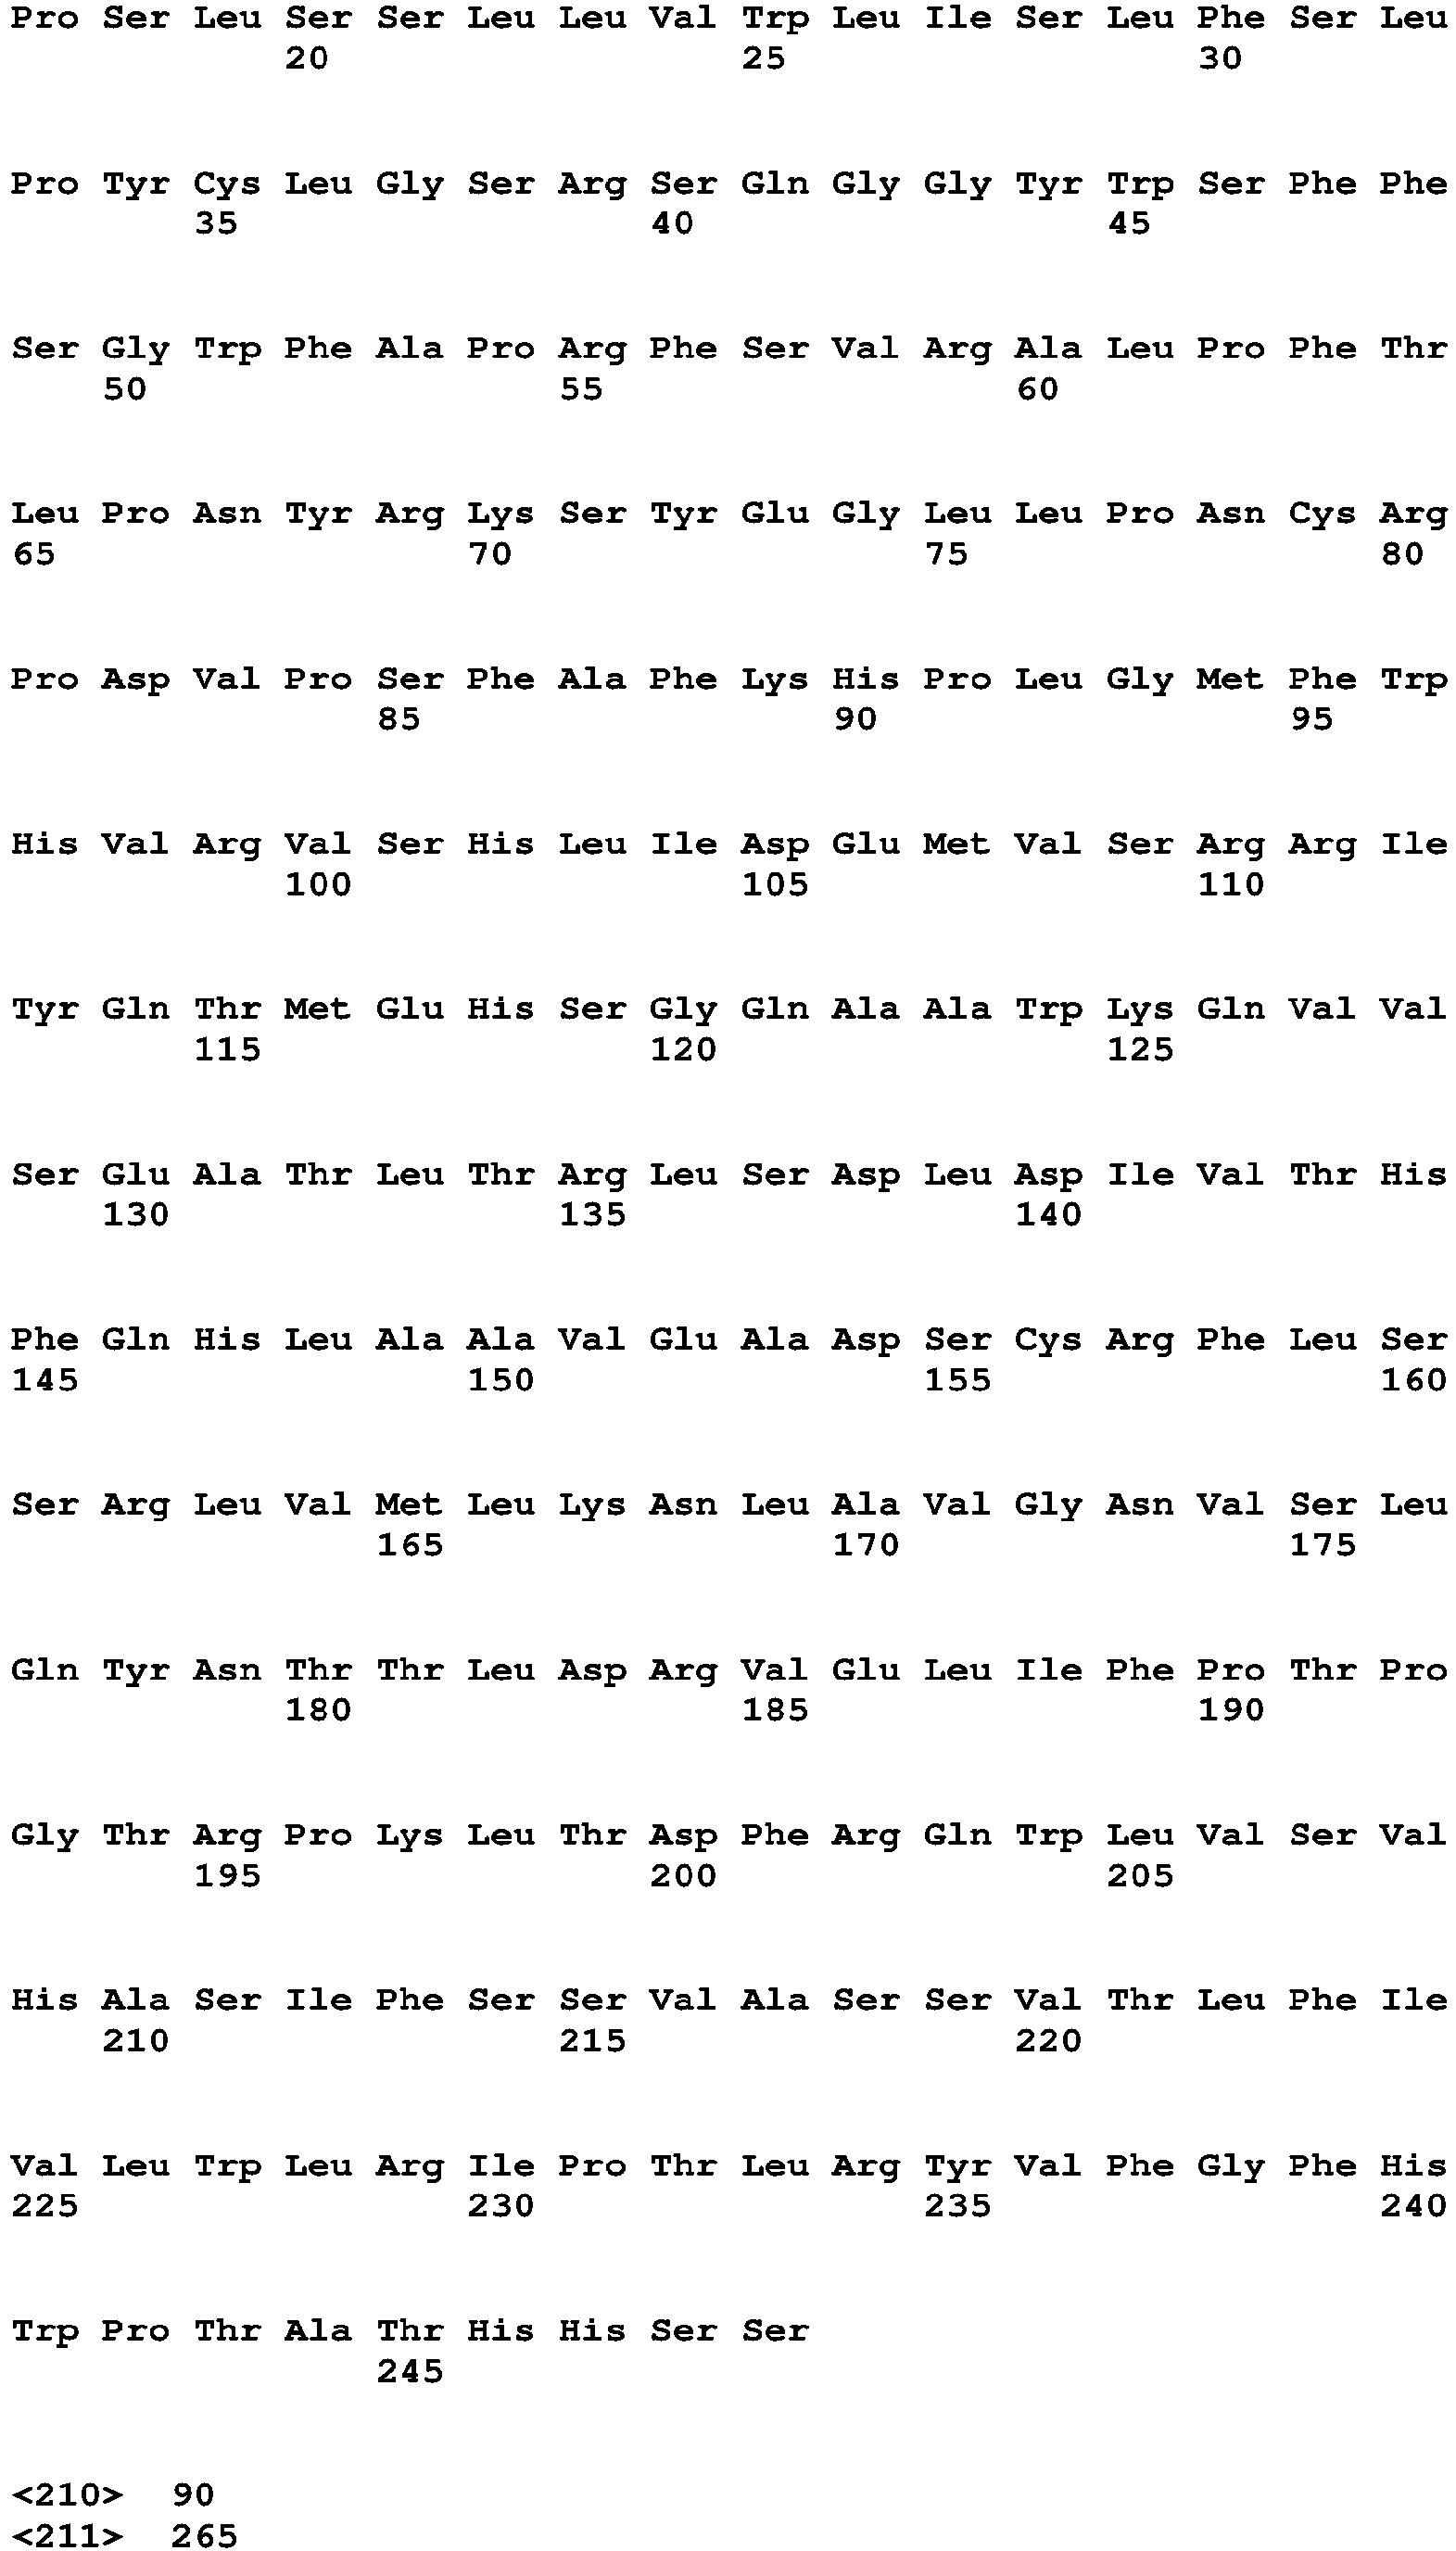 Pro Ser Leu Ser Ser Leu Leu Val Trp Leu Ile Ser Leu Phe Ser Leu
20 25 30
Pro Tyr Cys Leu Gly Ser Arg Ser Gln Gly Gly Tyr Trp Ser Phe Phe
35 40 45
Ser Gly Trp Phe Ala Pro Arg Phe Ser Val Arg Ala Leu Pro Phe Thr
50 55 60
Leu Pro Asn Tyr Arg Lys Ser Tyr Glu Gly Leu Leu Pro Asn Cys Arg
65 70 75 80
Pro Asp Val Pro Ser Phe Ala Phe Lys His Pro Leu Gly Met Phe Trp
85 90 95
His Val Arg Val Ser His Leu Ile Asp Glu Met Val Ser Arg Arg Ile
100 105 110
Tyr Gln Thr Met Glu His Ser Gly Gln Ala Ala Trp Lys Gln Val Val
115 120 125
Ser Glu Ala Thr Leu Thr Arg Leu Ser Asp Leu Asp Ile Val Thr His
130 135 140
Phe Gln His Leu Ala Ala Val Glu Ala Asp Ser Cys Arg Phe Leu Ser
145 150 155 160
Ser Arg Leu Val Met Leu Lys Asn Leu Ala Val Gly Asn Val Ser Leu
165 170 175
Gln Tyr Asn Thr Thr Leu Asp Arg Val Glu Leu Ile Phe Pro Thr Pro
180 185 190
Gly Thr Arg Pro Lys Leu Thr Asp Phe Arg Gln Trp Leu Val Ser Val
195 200 205
His Ala Ser Ile Phe Ser Ser Val Ala Ser Ser Val Thr Leu Phe Ile
210 215 220
Val Leu Trp Leu Arg Ile Pro Thr Leu Arg Tyr Val Phe Gly Phe His
225 230 235 240
Trp Pro Thr Ala Thr His His Ser Ser
245
<210> 90
<211> 265